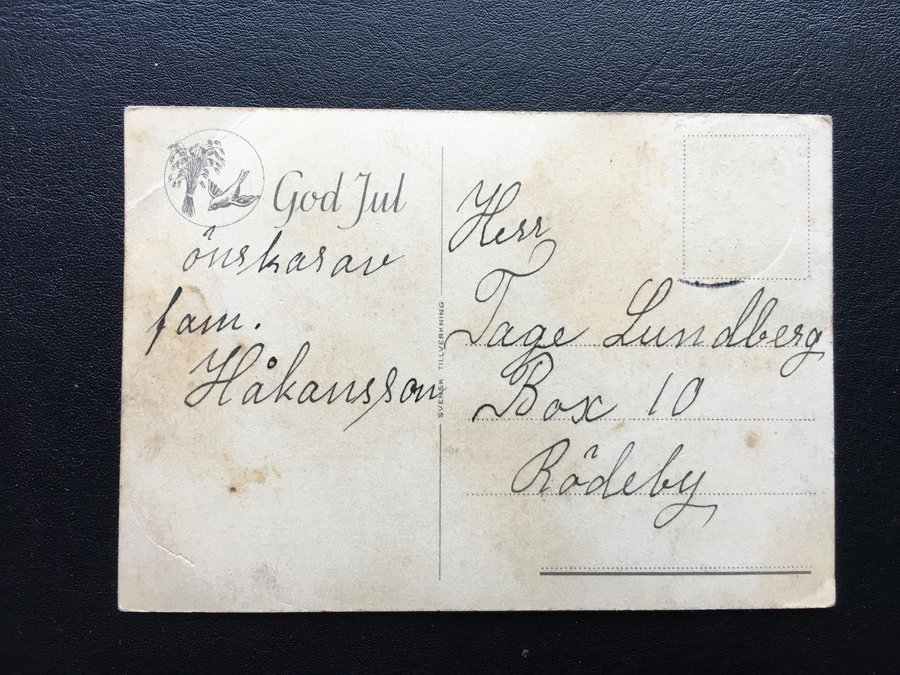 God Jul
önskas av
fam.
Håkansson
SVENSK TILLVERKNING
Herr
Tage Lundberg
Box 10
Rödeby